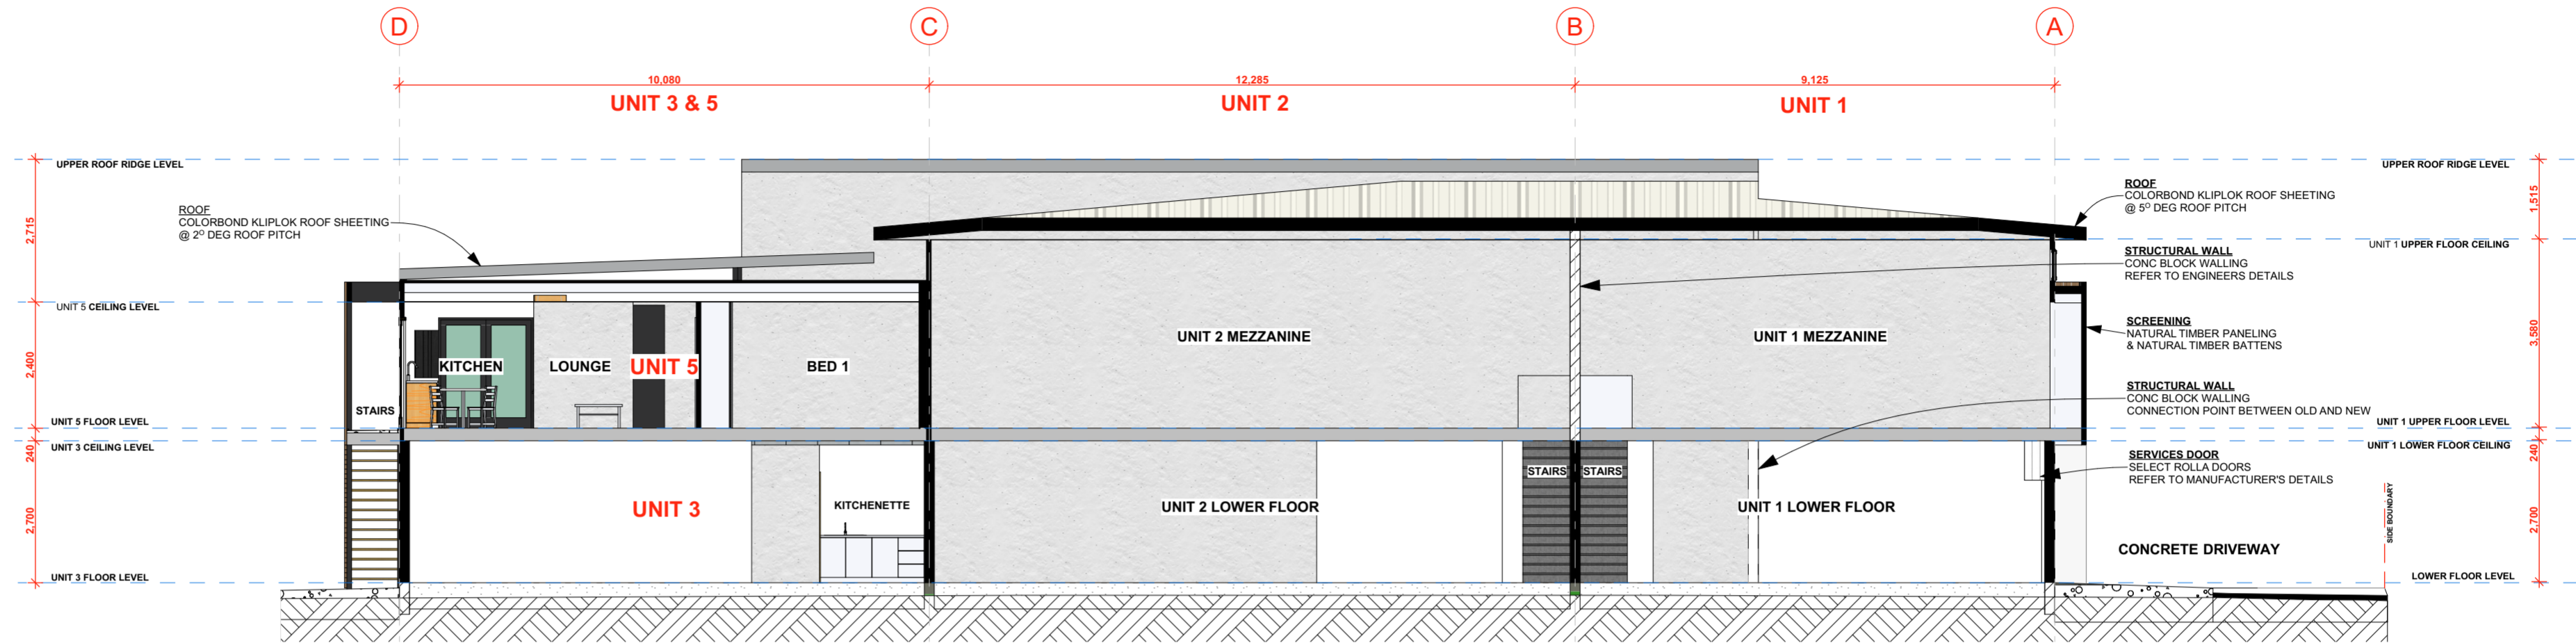 D
C
B
A
10,080
12,285
9,125
UNIT 3 & 5
UNIT 2
UNIT 1
UPPER ROOF RIDGE LEVEL
UPPER ROOF RIDGE LEVEL
2,715
ROOF
COLORBOND KLIPLOK ROOF SHEETING
@ 2⁰ DEG ROOF PITCH
ROOF
COLORBOND KLIPLOK ROOF SHEETING
@ 5⁰ DEG ROOF PITCH
1,515
UNIT 1 UPPER FLOOR CEILING
STRUCTURAL WALL
CONC BLOCK WALLING
REFER TO ENGINEERS DETAILS
UNIT 5 CEILING LEVEL
SCREENING
NATURAL TIMBER PANELING
& NATURAL TIMBER BATTENS
3,580
2,400
UNIT 2 MEZZANINE
UNIT 1 MEZZANINE
KITCHEN
LOUNGE
UNIT 5
BED 1
STAIRS
STRUCTURAL WALL
CONC BLOCK WALLING
CONNECTION POINT BETWEEN OLD AND NEW
UNIT 5 FLOOR LEVEL
UNIT 1 UPPER FLOOR LEVEL
240
UNIT 3 CEILING LEVEL
UNIT 1 LOWER FLOOR CEILING
240
SERVICES DOOR
SELECT ROLLA DOORS
REFER TO MANUFACTURER'S DETAILS
STAIRS
STAIRS
UNIT 3
KITCHENETTE
UNIT 2 LOWER FLOOR
UNIT 1 LOWER FLOOR
2,700
2,700
SIDE BOUNDARY
CONCRETE DRIVEWAY
UNIT 3 FLOOR LEVEL
LOWER FLOOR LEVEL